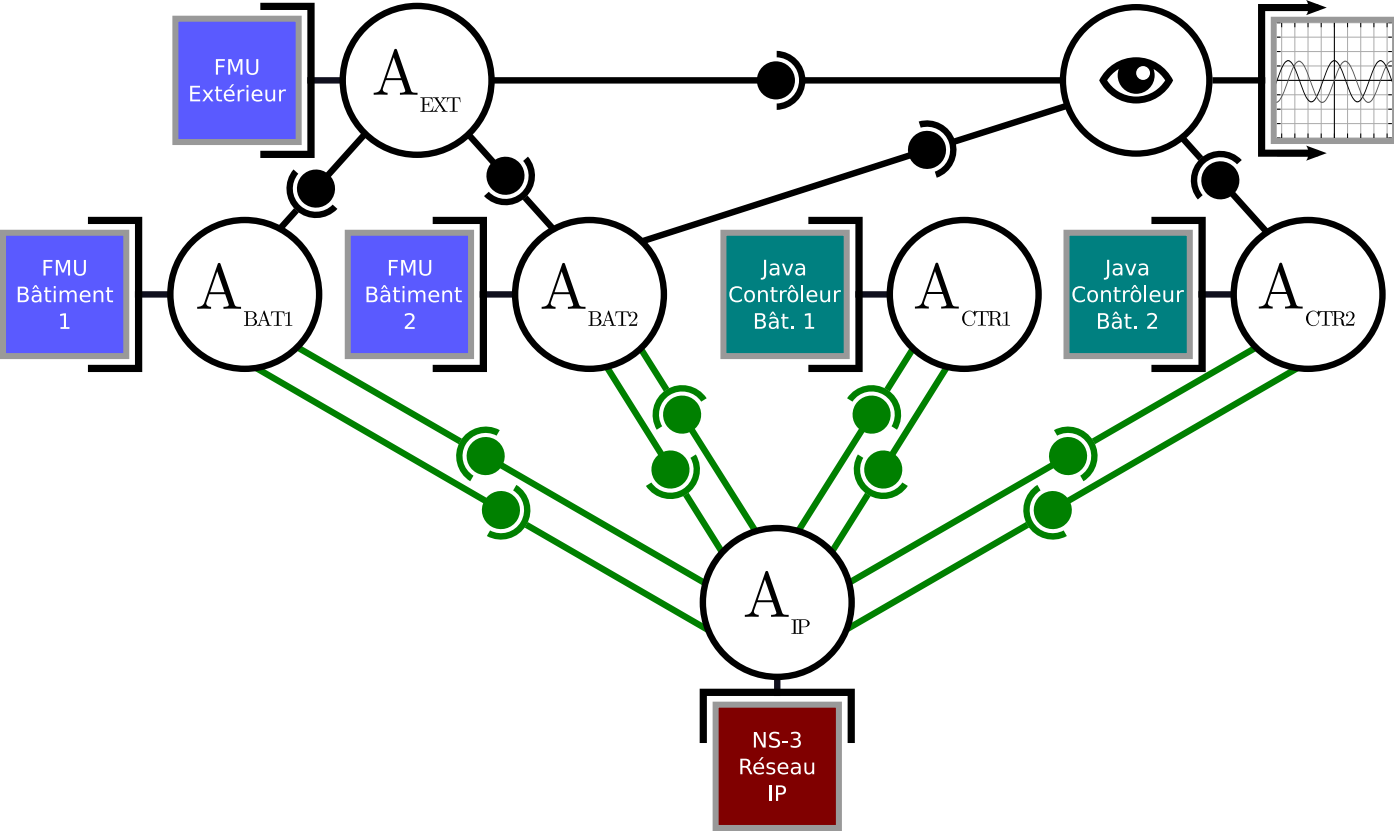 FMU
Extérieur
A EXT
FMU
Bâtiment
1
A BAT1
FMU
Bâtiment
2
A BAT2
Java
Contrôleur
Bât. 1
A CTR1
Java
Contrôleur
Bât. 2
A CTR2
A IP
NS-3
Réseau
IP